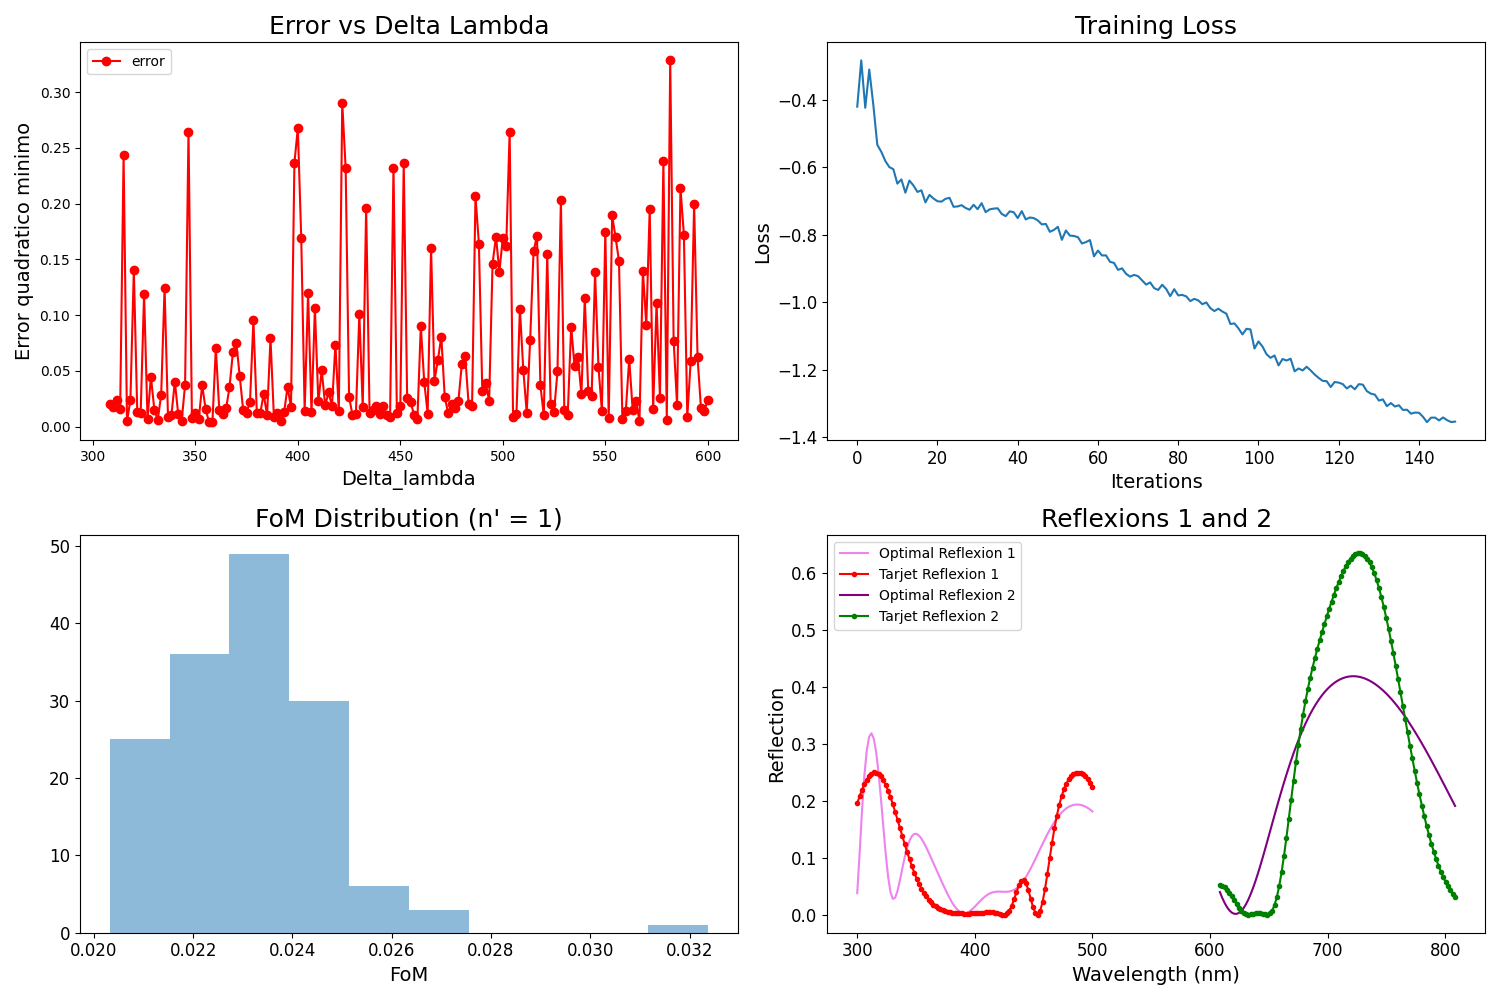 Error vs Delta Lambda
error
Error quadratico minimo
0.30
0.25
0.20
0.15
0.10
0.05
0.00
300 350 400 450 500 550 600
Delta_lambda
Training Loss
Loss
−0.4
−0.6
−0.8
−1.0
−1.2
−1.4
0 20 40 60 80 100 120 140
Iterations
FoM Distribution (n' = 1)
50
40
30
20
10
0
0.020 0.022 0.024 0.026 0.028 0.030 0.032
FoM
Reflexions 1 and 2
Optimal Reflexion 1
Tarjet Reflexion 1
Optimal Reflexion 2
Tarjet Reflexion 2
Reflection
0.6
0.5
0.4
0.3
0.2
0.1
0.0
300 400 500 600 700 800
Wavelength (nm)